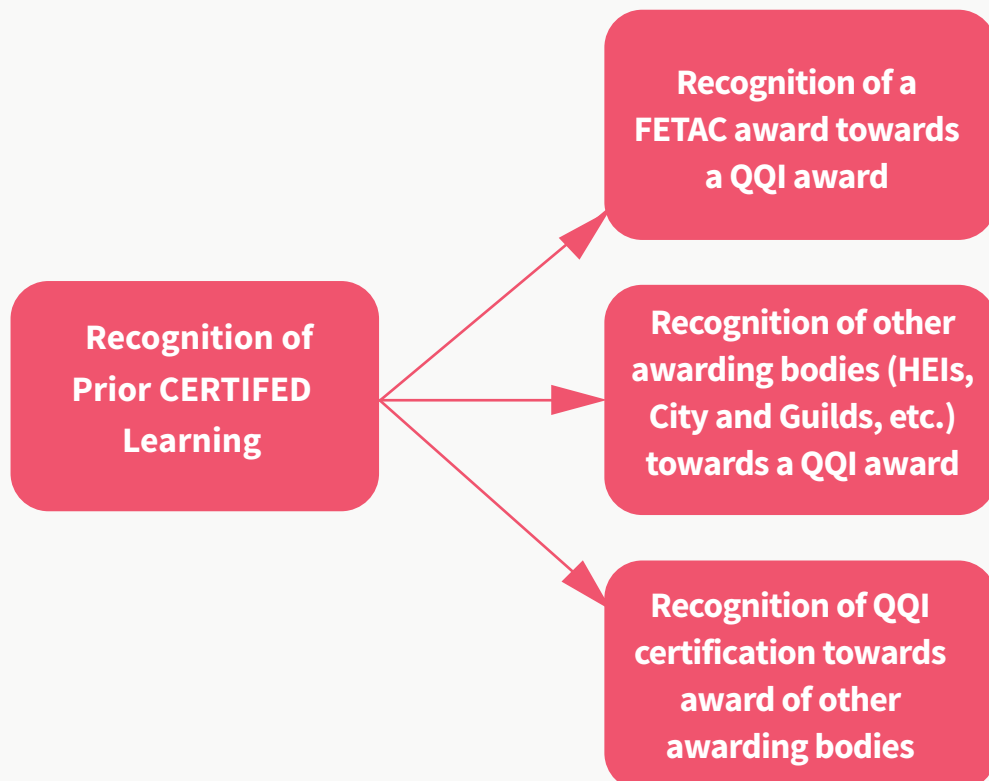 Recognition of
Prior CERTIFED
Learning
Recognition of a
FETAC award towards
a QQI award
Recognition of other
awarding bodies (HEIs,
City and Guilds, etc.)
towards a QQI award
Recognition of QQI
certification towards
award of other
awarding bodies